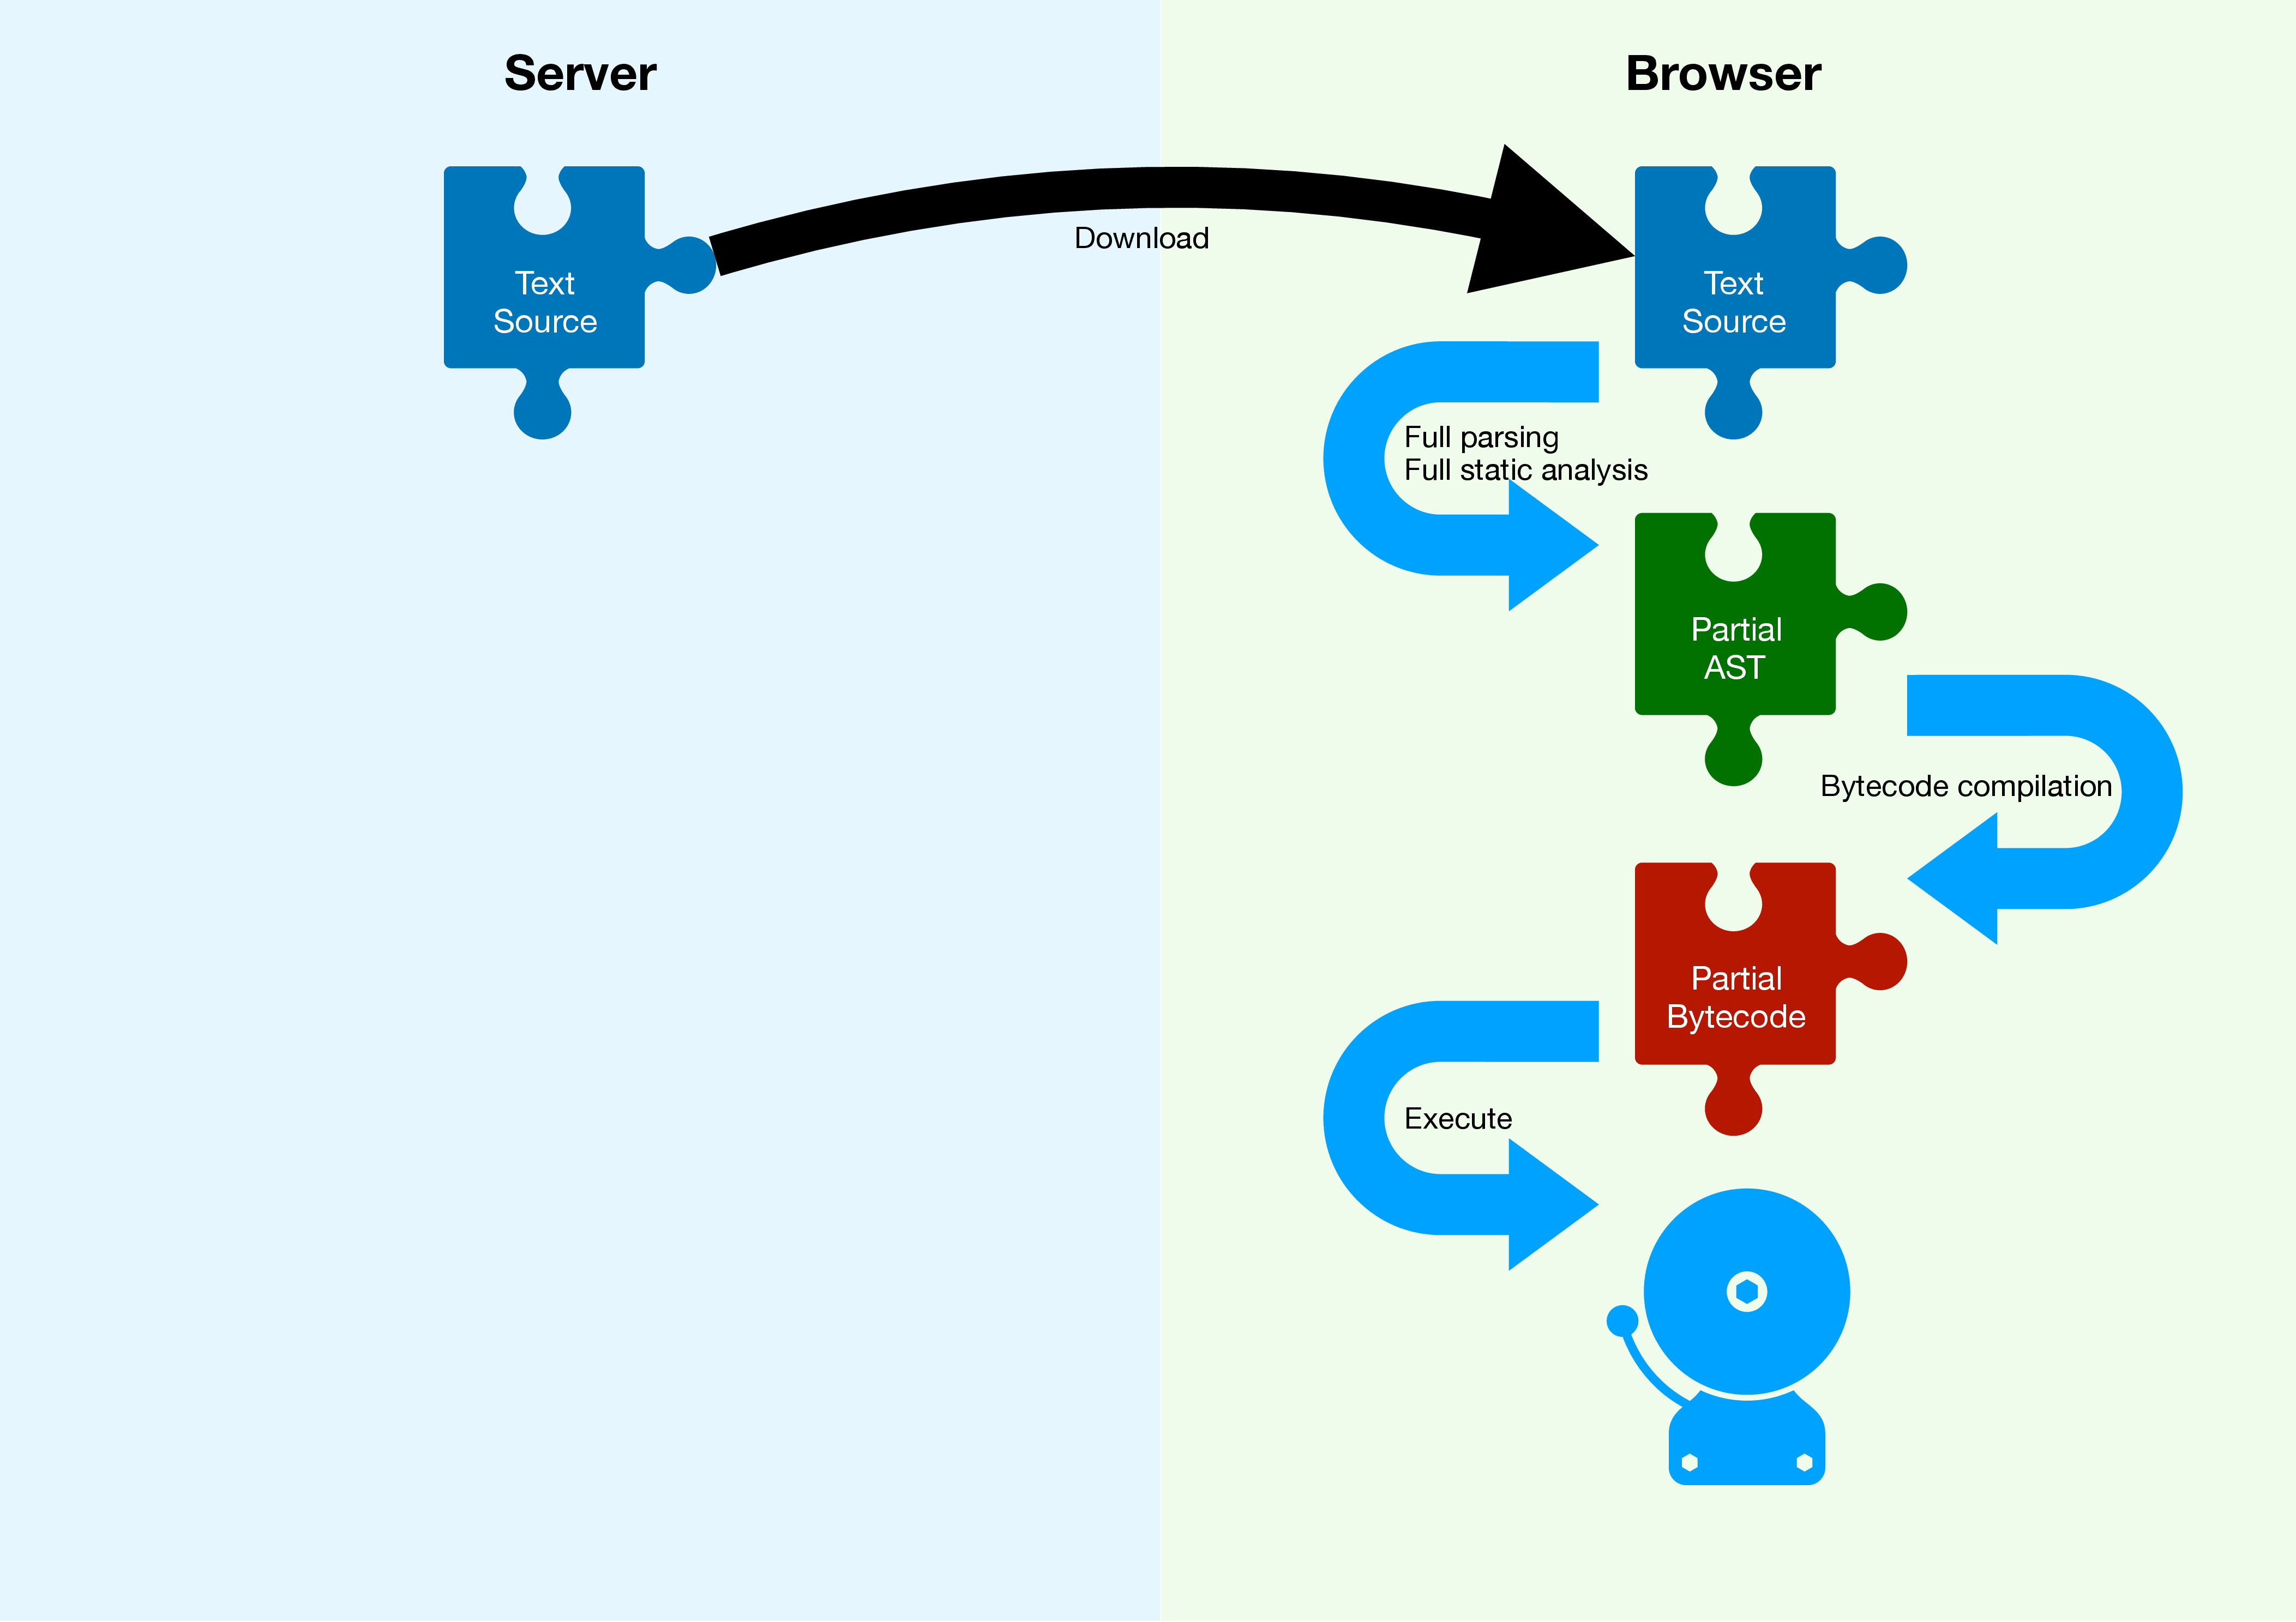 Server
Browser
Text
Source
Download
Text
Source
Full parsing
Full static analysis
Partial
AST
Bytecode compilation
Partial
Bytecode
Execute